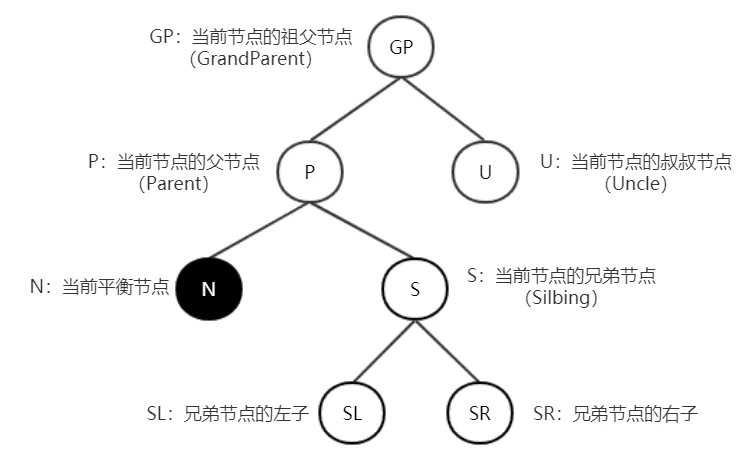 GP：当前节点的祖父节点
（GrandParent）
GP
P：当前节点的父节点
（Parent）
P
U
U：当前节点的叔叔节点
（Uncle）
N：当前平衡节点
N
S
S：当前节点的兄弟节点
（Silbing）
SL：兄弟节点的左子
SL
SR
SR：兄弟节点的右子